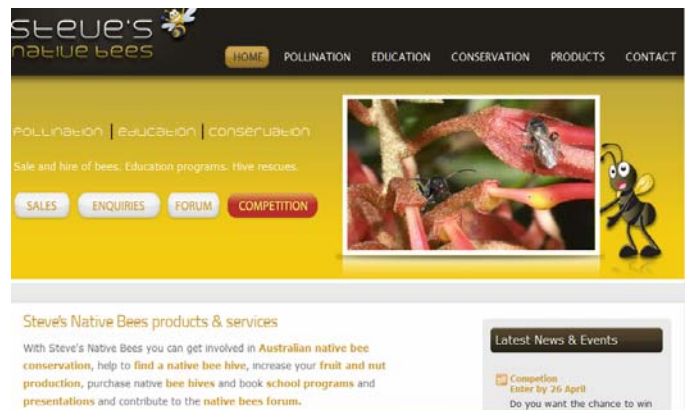 steve's
native bees
HOME POLLINATION EDUCATION CONSERVATION PRODUCTS CONTACT
pollination | education | conservation
Sale and hire of bees. Education programs. Hive rescues.
SALES ENQUIRIES FORUM COMPETITION
Steve's Native Bees products & services
With Steve's Native Bees you can get involved in Australian native bee
conservation, help to find a native bee hive, increase your fruit and nut
production, purchase native bee hives and book school programs and
presentations and contribute to the native bees forum.
Latest News & Events
Competion
Enter by 26 April
Do you want the chance to win